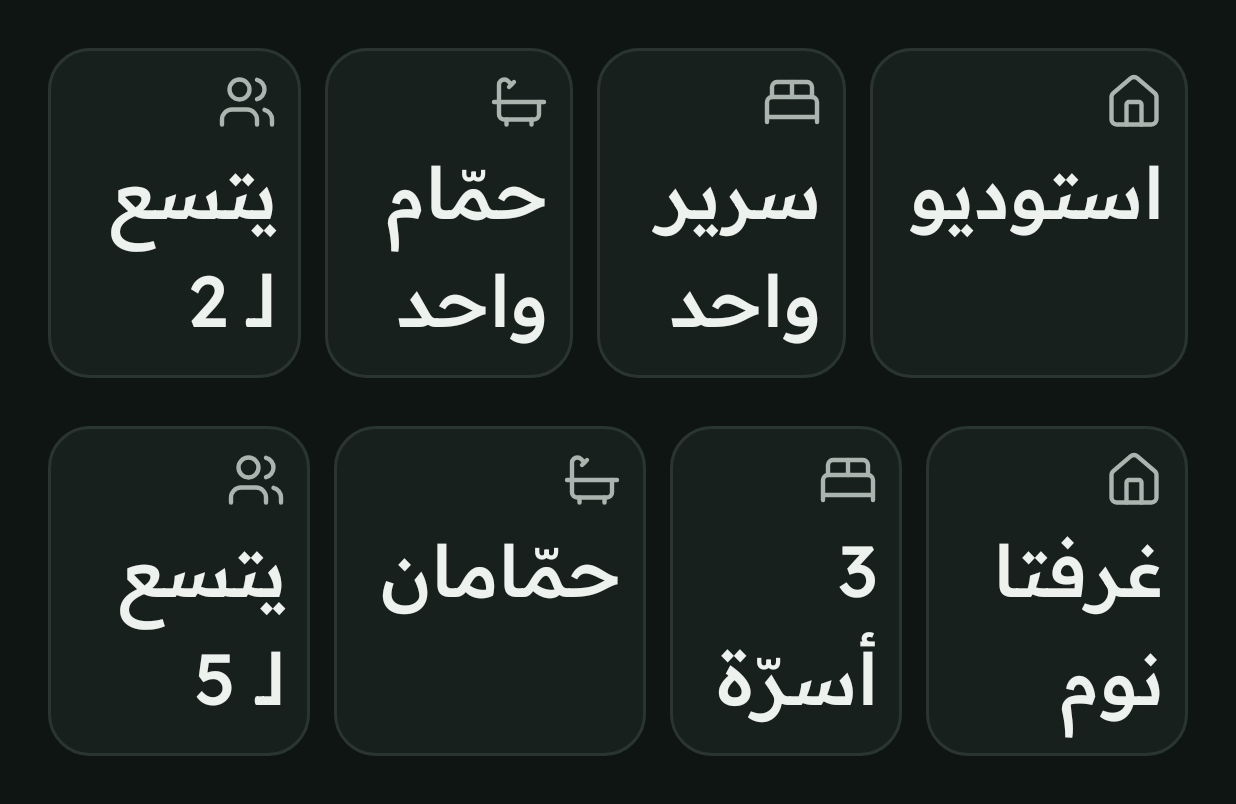 استوديو
سرير
واحد
حمّام
واحد
يتسع
لـ 2
غرفتا
نوم
3
أسرّة
حمّامان
يتسع
لـ 5